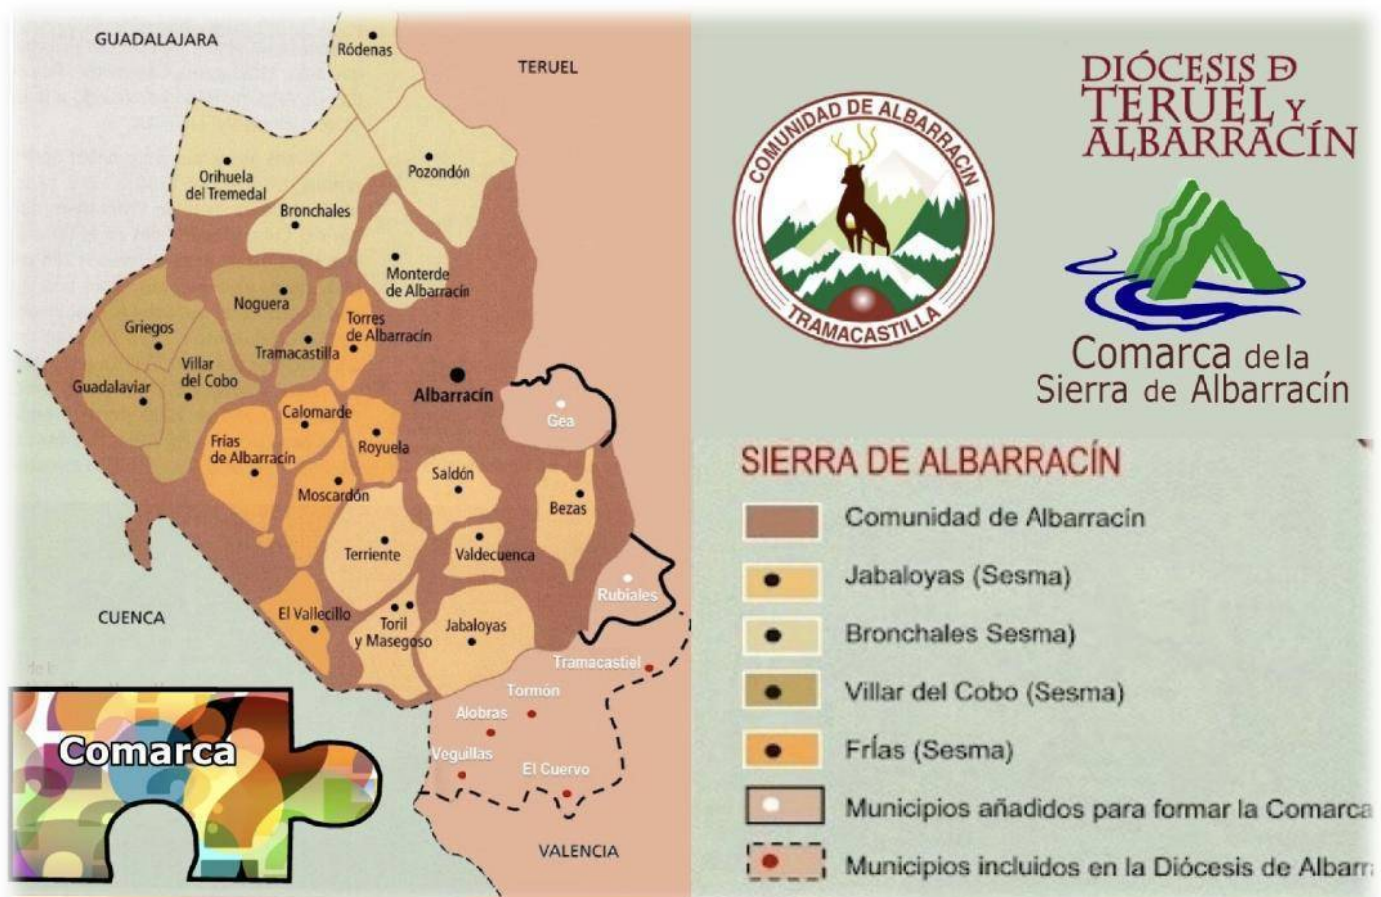 GUADALAJARA
Ródenas
TERUEL
Orihuela
del Tremedal
Pozondón
Bronchales
Monterde
de Albarracín
Noguera
Griegos
Torres
de Albarracín
Tramacastilla
Villar
del Cobo
Guadalaviar
Albarracín
Calomarde
Gea
Frias
de Albarracín
Royuela
Saldón
Moscardón
Bezas
Terriente
Valdecuenca
Rubiales
El Vallecillo
CUENCA
Toril
y Masegoso
Jabaloyas
Tramacastiel
Tormón
Alobras
Veguillas
El Cuervo
VALENCIA
Comarca
COMUNIDAD DE ALBARRACIN
TRAMACASTILLA
DIÓCESIS D
TERUEL Y
ALBARRACÍN
Comarca de la
Sierra de Albarracín
SIERRA DE ALBARRACÍN
Comunidad de Albarracín
Jabaloyas (Sesma)
Bronchales Sesma)
Villar del Cobo (Sesma)
Frías (Sesma)
Municipios añadidos para formar la Comarca
Municipios incluidos en la Diócesis de Albarr